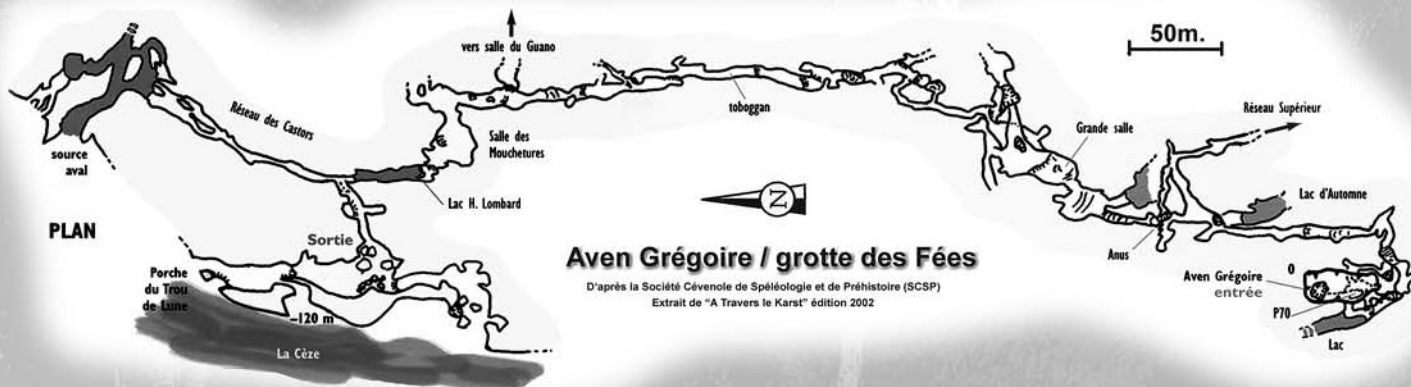 50m.
vers salle du Guano
Réseau des Castors
toboggan
Réseau Supérieur
Grande salle
source
aval
Salle des
Mouchetures
Lac H. Lombard
Lac d'Automne
PLAN
N
Sortie
Anus
Aven Grégoire / grotte des Fées
D'après la Société Cévenole de Spéléologie et de Préhistoire (SCSP)
Extrait de "A Travers le Karst" édition 2002
Porche
du Trou
de Lune
-120 m
La Cèze
0
Aven Grégoire
entrée
P70
Lac